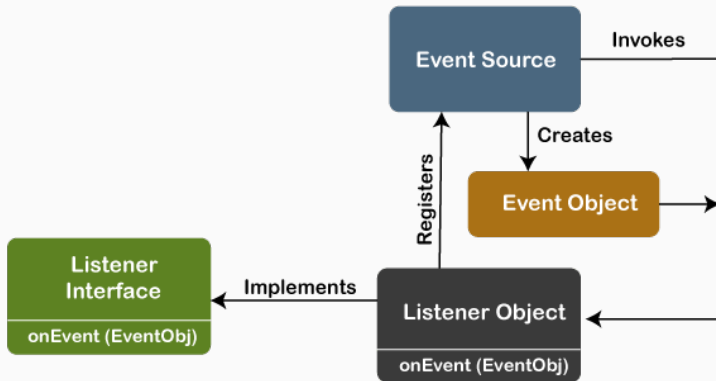 Event Source
Invokes
Creates
Registers
Event Object
Listener
Interface
onEvent (EventObj)
Implements
Listener Object
onEvent (EventObj)